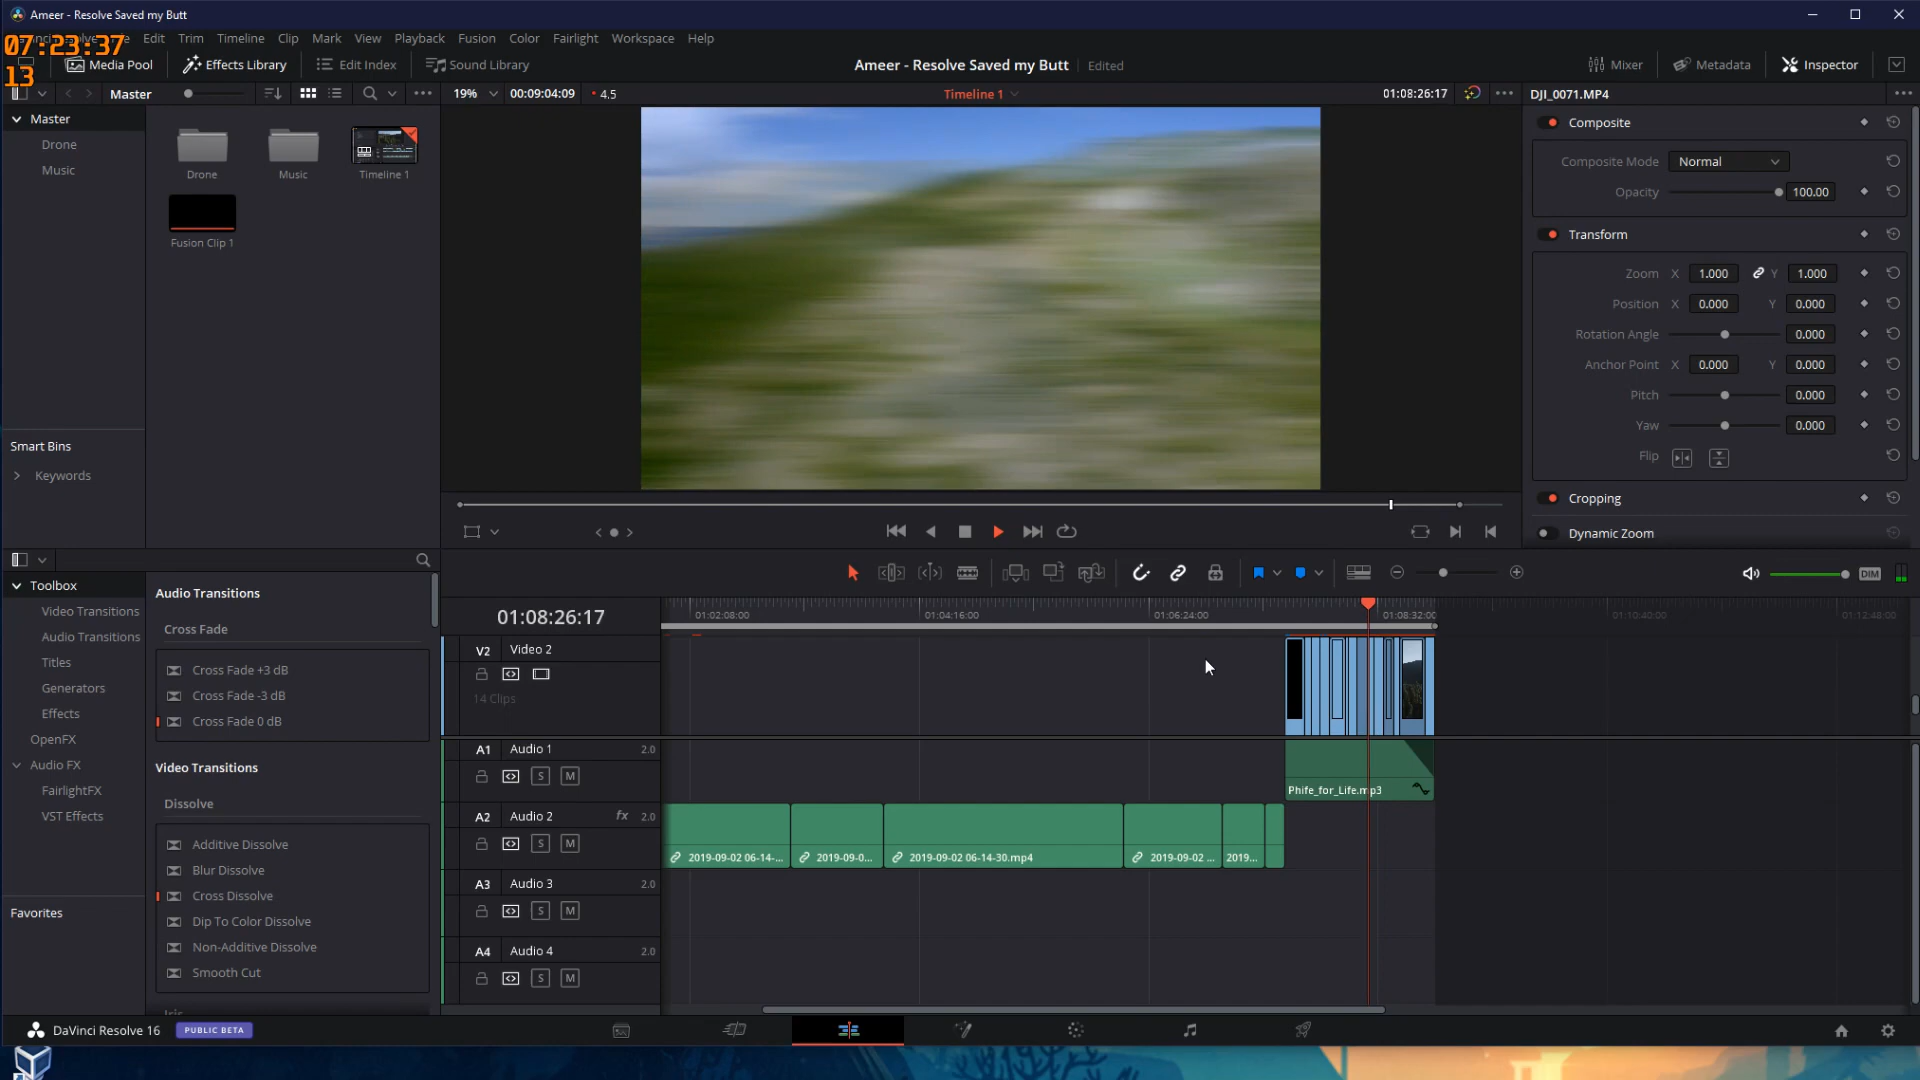 Ameer - Resolve Saved my Butt
07:23:37
13
Edit Trim Timeline Clip Mark View Playback Fusion Color Fairlight Workspace Help
Media Pool Effects Library Edit Index Sound Library
Ameer - Resolve Saved my Butt Edited
Mixer Metadata Inspector
Master
19% 00:09:04:09 4.5
Timeline 1
01:08:26:17
DJI_0071.MP4
Master
Drone
Music
Drone Music Timeline 1
Fusion Clip 1
Smart Bins
Keywords
Composite
Composite Mode Normal
Opacity 100.00
Transform
Zoom X 1.000 Y 1.000
Position X 0.000 Y 0.000
Rotation Angle 0.000
Anchor Point X 0.000 Y 0.000
Pitch 0.000
Yaw 0.000
Flip
Cropping
Dynamic Zoom
Toolbox
Video Transitions
Audio Transitions
Titles
Generators
Effects
OpenFX
Audio FX
FairlightFX
VST Effects
Favorites
Audio Transitions
Cross Fade
Cross Fade +3 dB
Cross Fade -3 dB
Cross Fade 0 dB
Video Transitions
Dissolve
Additive Dissolve
Blur Dissolve
Cross Dissolve
Dip To Color Dissolve
Non-Additive Dissolve
Smooth Cut
DIM
01:08:26:17
01:02:08:00 01:04:16:00 01:06:24:00 01:08:32:00 01:10:40:00 01:12:48:00
V2 Video 2
14 Clips
A1 Audio 1 2.0
S M
Phife_for_Life.mp3
A2 Audio 2 fx 2.0
S M
2019-09-02 06-14-... 2019-09-0... 2019-09-02 06-14-30.mp4 2019-09-02 ... 2019...
A3 Audio 3 2.0
S M
A4 Audio 4 2.0
S M
DaVinci Resolve 16 PUBLIC BETA